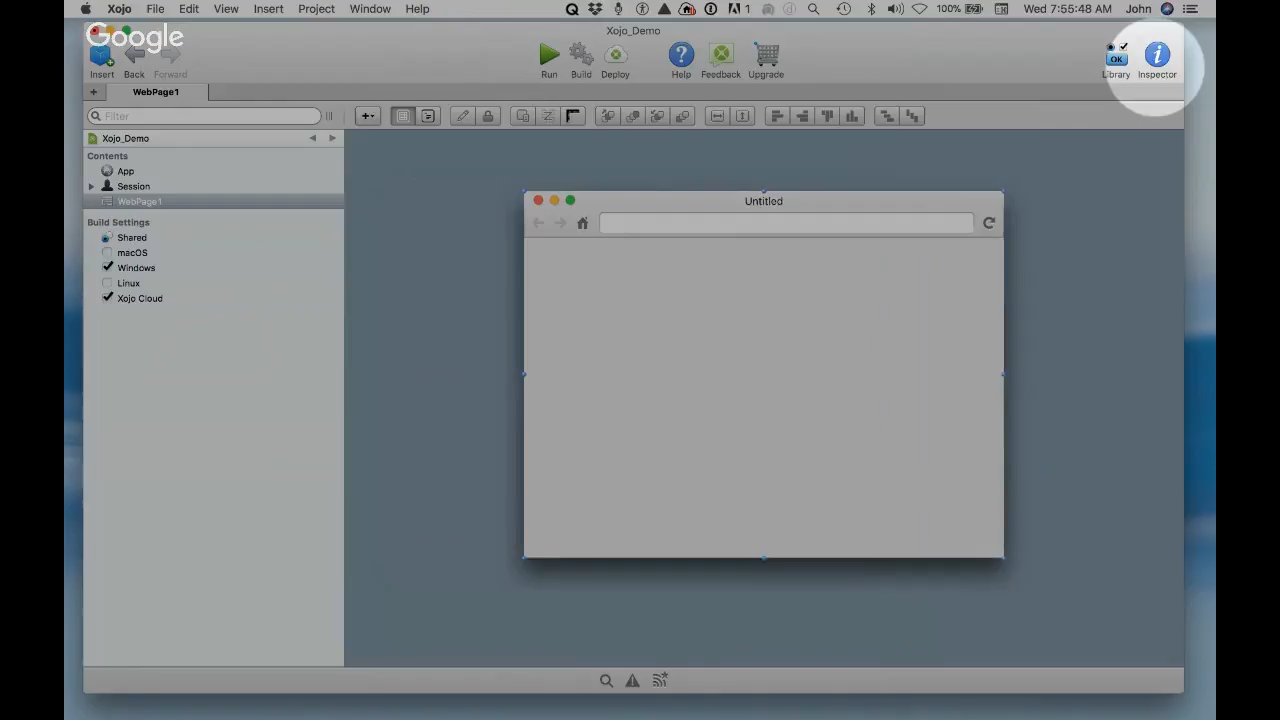 Xojo File Edit View Insert Project Window Help 1 100% Wed 7:55:48 AM John
Google
Xojo_Demo
Insert Back Forward Run Build Deploy Help Feedback Upgrade OK Library Inspector
+ WebPage1
Filter
Xojo_Demo
Contents
App
Session
WebPage1
Build Settings
Shared
macOS
Windows
Linux
Xojo Cloud
Untitled